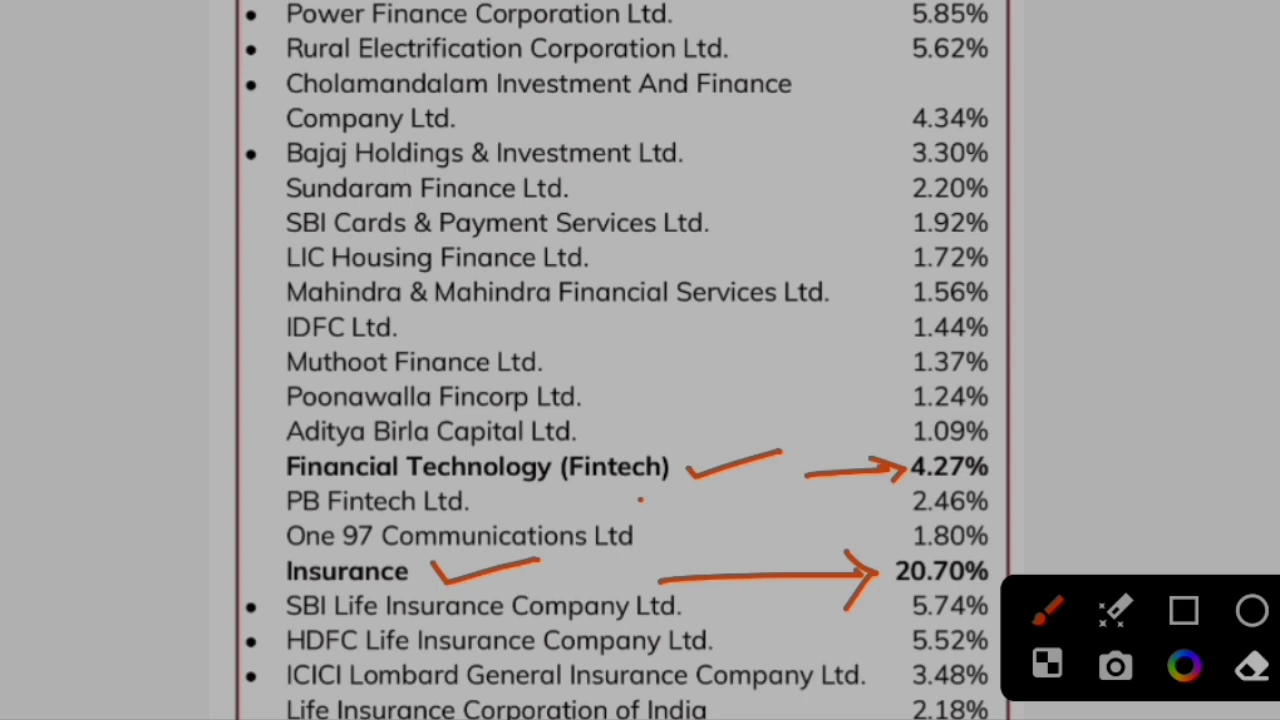 • Power Finance Corporation Ltd. 5.85%
• Rural Electrification Corporation Ltd. 5.62%
• Cholamandalam Investment And Finance
Company Ltd. 4.34%
• Bajaj Holdings & Investment Ltd. 3.30%
Sundaram Finance Ltd. 2.20%
SBI Cards & Payment Services Ltd. 1.92%
LIC Housing Finance Ltd. 1.72%
Mahindra & Mahindra Financial Services Ltd. 1.56%
IDFC Ltd. 1.44%
Muthoot Finance Ltd. 1.37%
Poonawalla Fincorp Ltd. 1.24%
Aditya Birla Capital Ltd. 1.09%
Financial Technology (Fintech) 4.27%
PB Fintech Ltd. 2.46%
One 97 Communications Ltd 1.80%
Insurance 20.70%
• SBI Life Insurance Company Ltd. 5.74%
• HDFC Life Insurance Company Ltd. 5.52%
• ICICI Lombard General Insurance Company Ltd. 3.48%
Life Insurance Corporation of India 2.18%